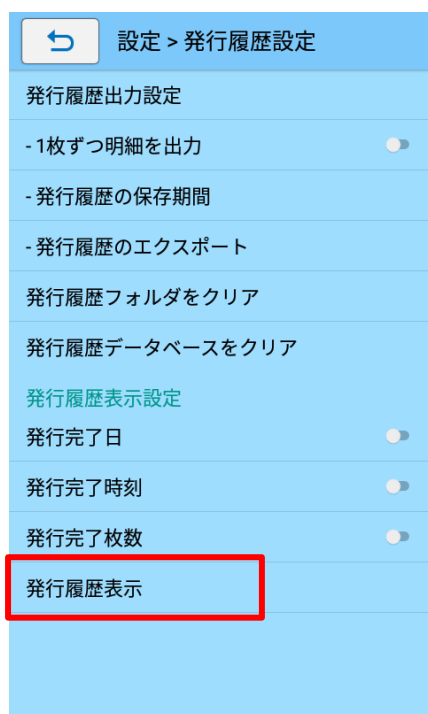 設定 > 発行履歴設定
発行履歴出力設定
- 1枚ずつ明細を出力
- 発行履歴の保存期間
- 発行履歴のエクスポート
発行履歴フォルダをクリア
発行履歴データベースをクリア
発行履歴表示設定
発行完了日
発行完了時刻
発行完了枚数
発行履歴表示